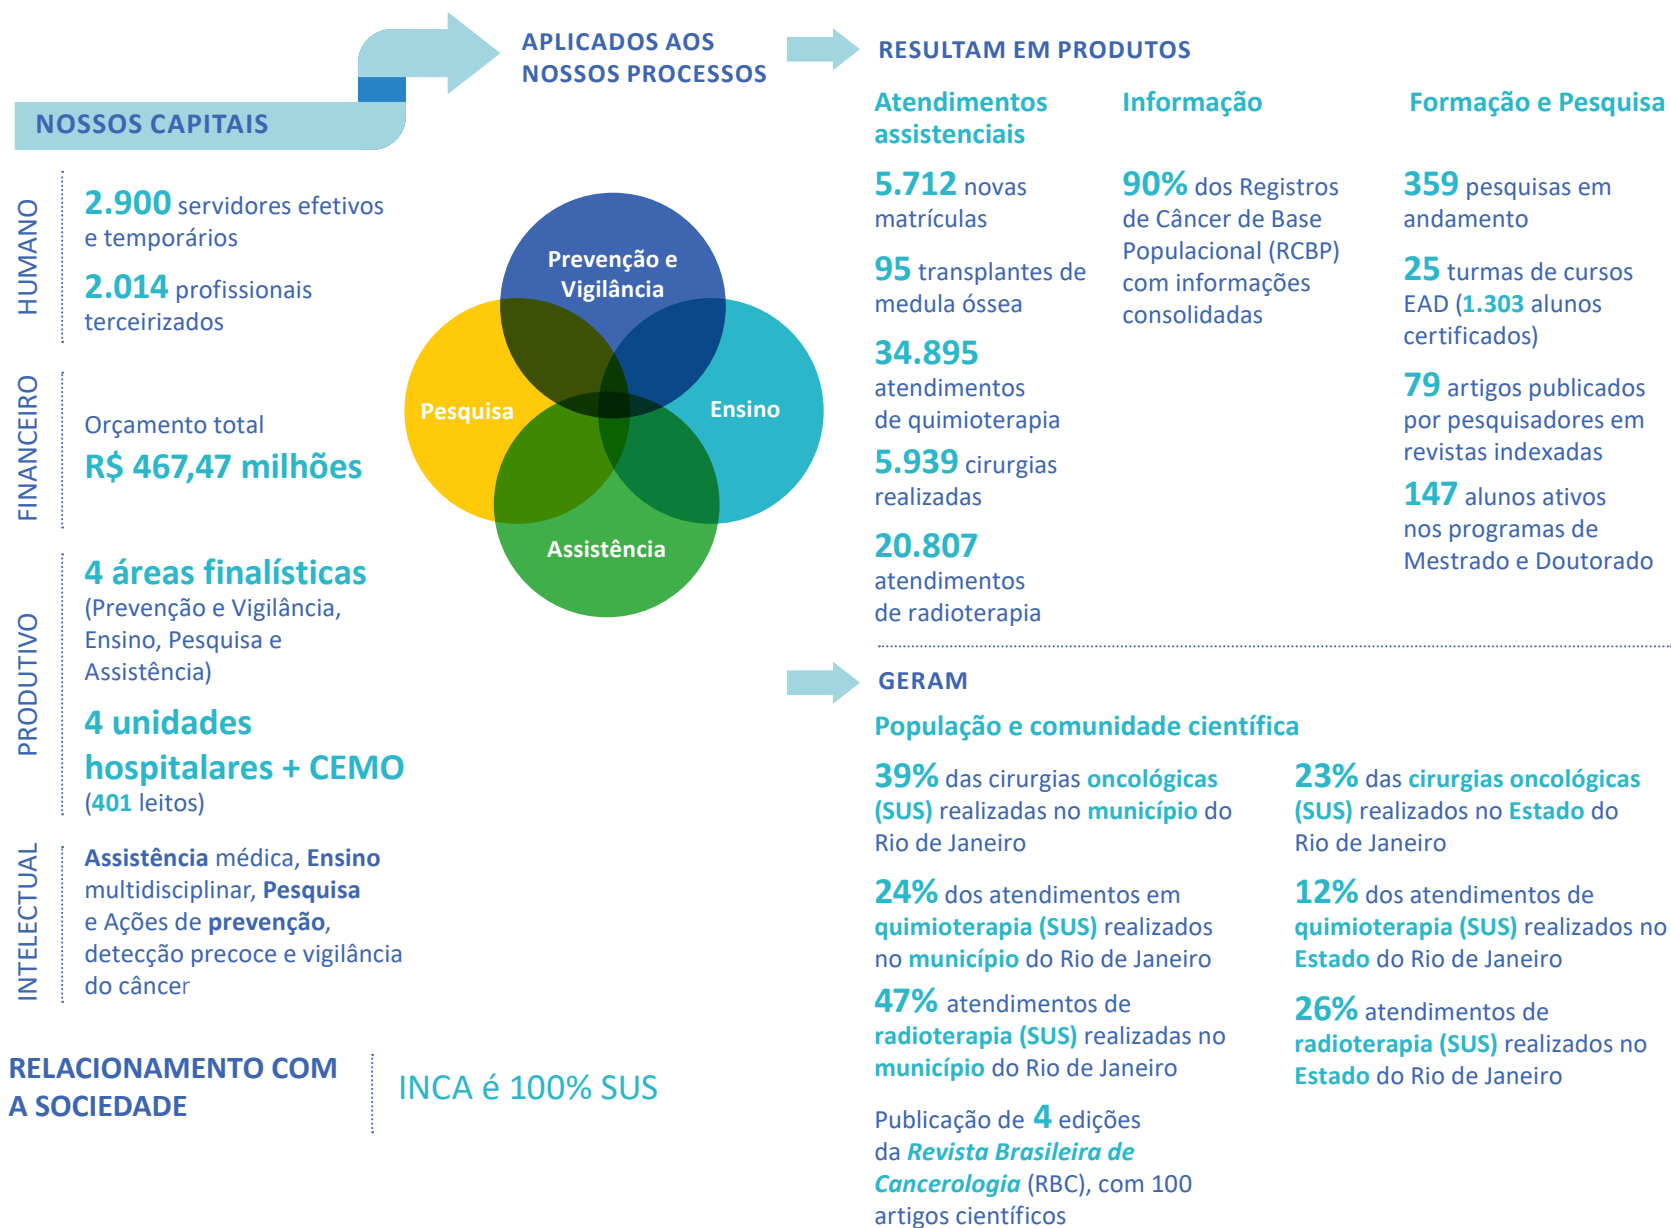 NOSSOS CAPITAIS
HUMANO
2.900 servidores efetivos
e temporários
2.014 profissionais
terceirizados
FINANCEIRO
Orçamento total
R$ 467,47 milhões
PRODUTIVO
4 áreas finalísticas
(Prevenção e Vigilância,
Ensino, Pesquisa e
Assistência)
4 unidades
hospitalares + CEMO
(401 leitos)
INTELECTUAL
Assistência médica, Ensino
multidisciplinar, Pesquisa
e Ações de prevenção,
detecção precoce e vigilância
do câncer
RELACIONAMENTO COM
A SOCIEDADE
INCA é 100% SUS
APLICADOS AOS
NOSSOS PROCESSOS
Prevenção e
Vigilância
Pesquisa
Ensino
Assistência
RESULTAM EM PRODUTOS
Atendimentos
assistenciais
5.712 novas
matrículas
95 transplantes de
medula óssea
34.895
atendimentos
de quimioterapia
5.939 cirurgias
realizadas
20.807
atendimentos
de radioterapia
Informação
90% dos Registros
de Câncer de Base
Populacional (RCBP)
com informações
consolidadas
Formação e Pesquisa
359 pesquisas em
andamento
25 turmas de cursos
EAD (1.303 alunos
certificados)
79 artigos publicados
por pesquisadores em
revistas indexadas
147 alunos ativos
nos programas de
Mestrado e Doutorado
GERAM
População e comunidade científica
39% das cirurgias oncológicas
(SUS) realizadas no município do
Rio de Janeiro
24% dos atendimentos em
quimioterapia (SUS) realizados
no município do Rio de Janeiro
47% atendimentos de
radioterapia (SUS) realizadas no
município do Rio de Janeiro
Publicação de 4 edições
da Revista Brasileira de
Cancerologia (RBC), com 100
artigos científicos
23% das cirurgias oncológicas
(SUS) realizados no Estado do
Rio de Janeiro
12% dos atendimentos de
quimioterapia (SUS) realizados no
Estado do Rio de Janeiro
26% atendimentos de
radioterapia (SUS) realizados no
Estado do Rio de Janeiro